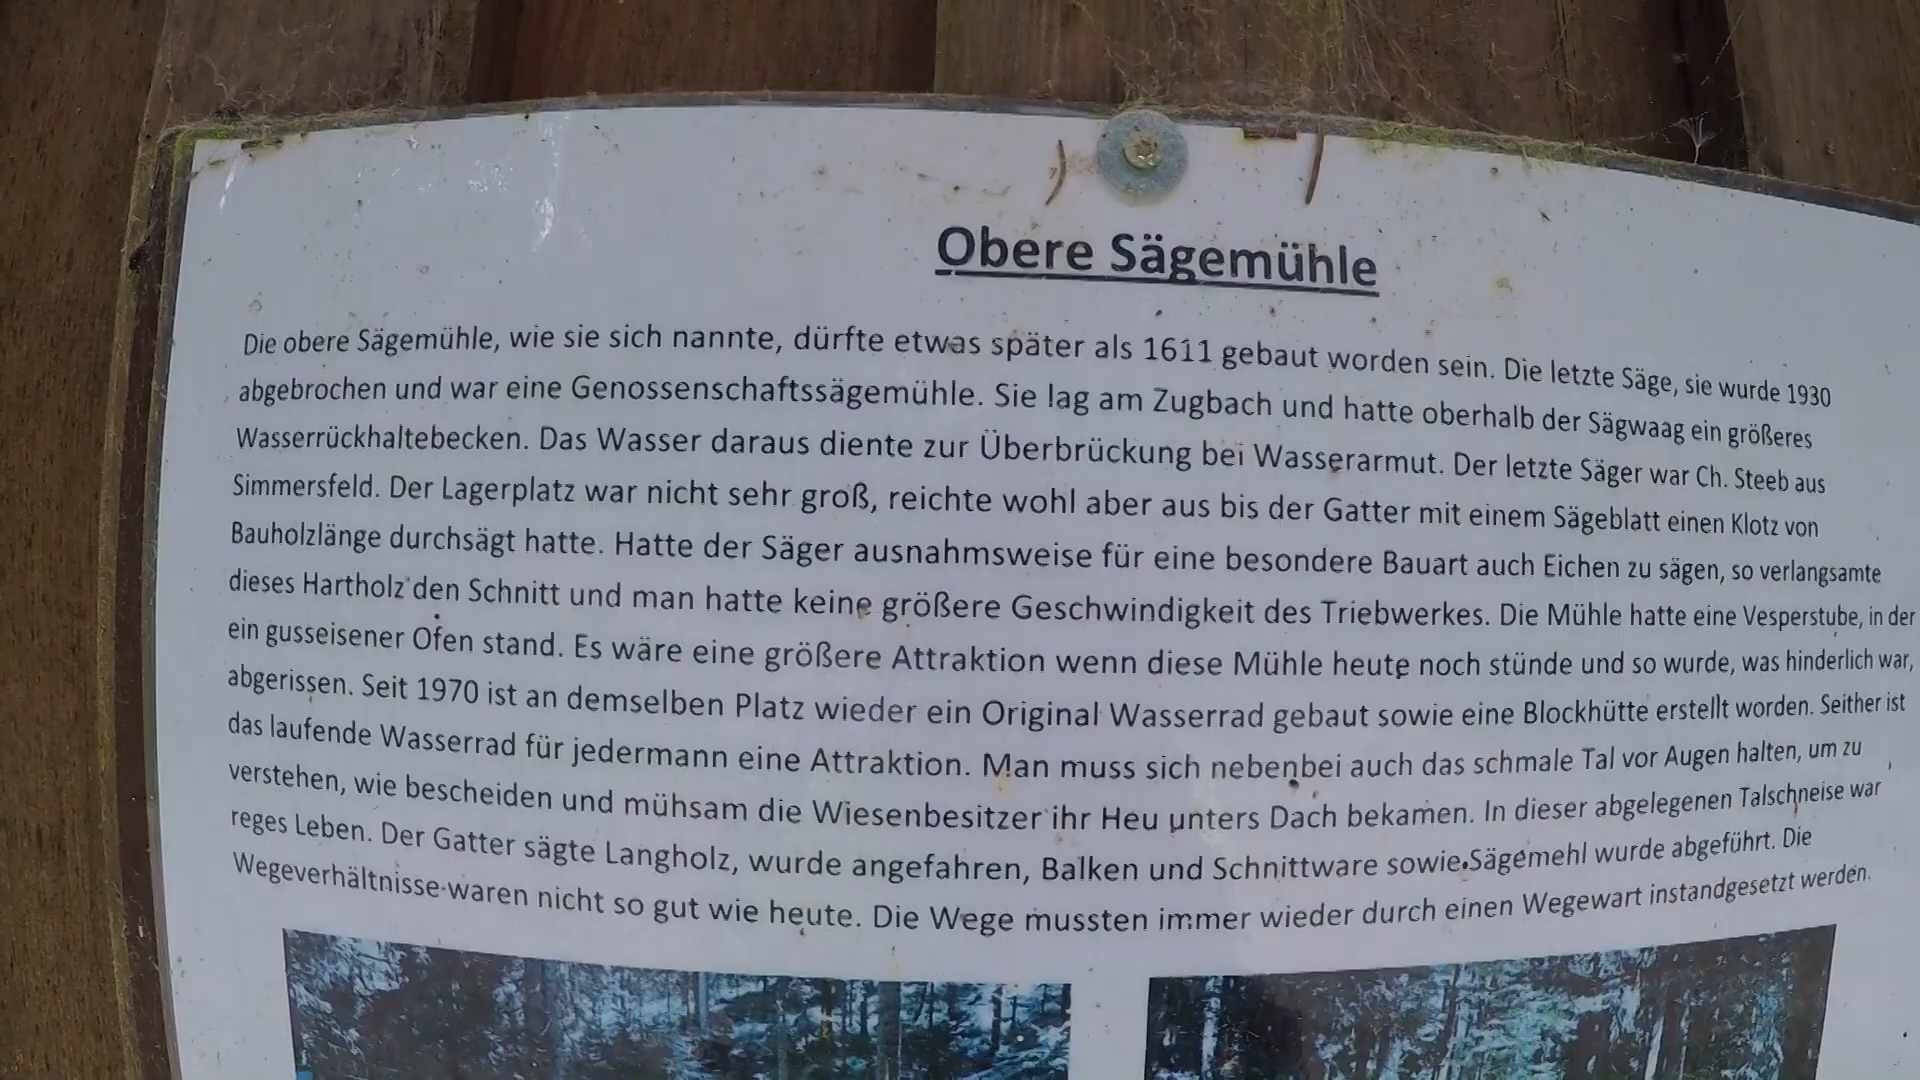 Obere Sägemühle
Die obere Sägemühle, wie sie sich nannte, dürfte etwas später als 1611 gebaut worden sein. Die letzte Säge, sie wurde 1930
abgebrochen und war eine Genossenschaftssägemühle. Sie lag am Zugbach und hatte oberhalb der Sägwaag ein größeres
Wasserrückhaltebecken. Das Wasser daraus diente zur Überbrückung bei Wasserarmut. Der letzte Säger war Ch. Steeb aus
Simmersfeld. Der Lagerplatz war nicht sehr groß, reichte wohl aber aus bis der Gatter mit einem Sägeblatt einen Klotz von
Bauholzlänge durchsägt hatte. Hatte der Säger ausnahmsweise für eine besondere Bauart auch Eichen zu sägen, so verlangsamte
dieses Hartholz den Schnitt und man hatte keine größere Geschwindigkeit des Triebwerkes. Die Mühle hatte eine Vesperstube, in der
ein gusseisener Ofen stand. Es wäre eine größere Attraktion wenn diese Mühle heute noch stünde und so wurde, was hinderlich war,
abgerissen. Seit 1970 ist an demselben Platz wieder ein Original Wasserrad gebaut sowie eine Blockhütte erstellt worden. Seither ist
das laufende Wasserrad für jedermann eine Attraktion. Man muss sich nebenbei auch das schmale Tal vor Augen halten, um zu
verstehen, wie bescheiden und mühsam die Wiesenbesitzer ihr Heu unters Dach bekamen. In dieser abgelegenen Talschneise war
reges Leben. Der Gatter sägte Langholz, wurde angefahren, Balken und Schnittware sowie Sägemehl wurde abgeführt. Die
Wegeverhältnisse waren nicht so gut wie heute. Die Wege mussten immer wieder durch einen Wegewart instandgesetzt werden.